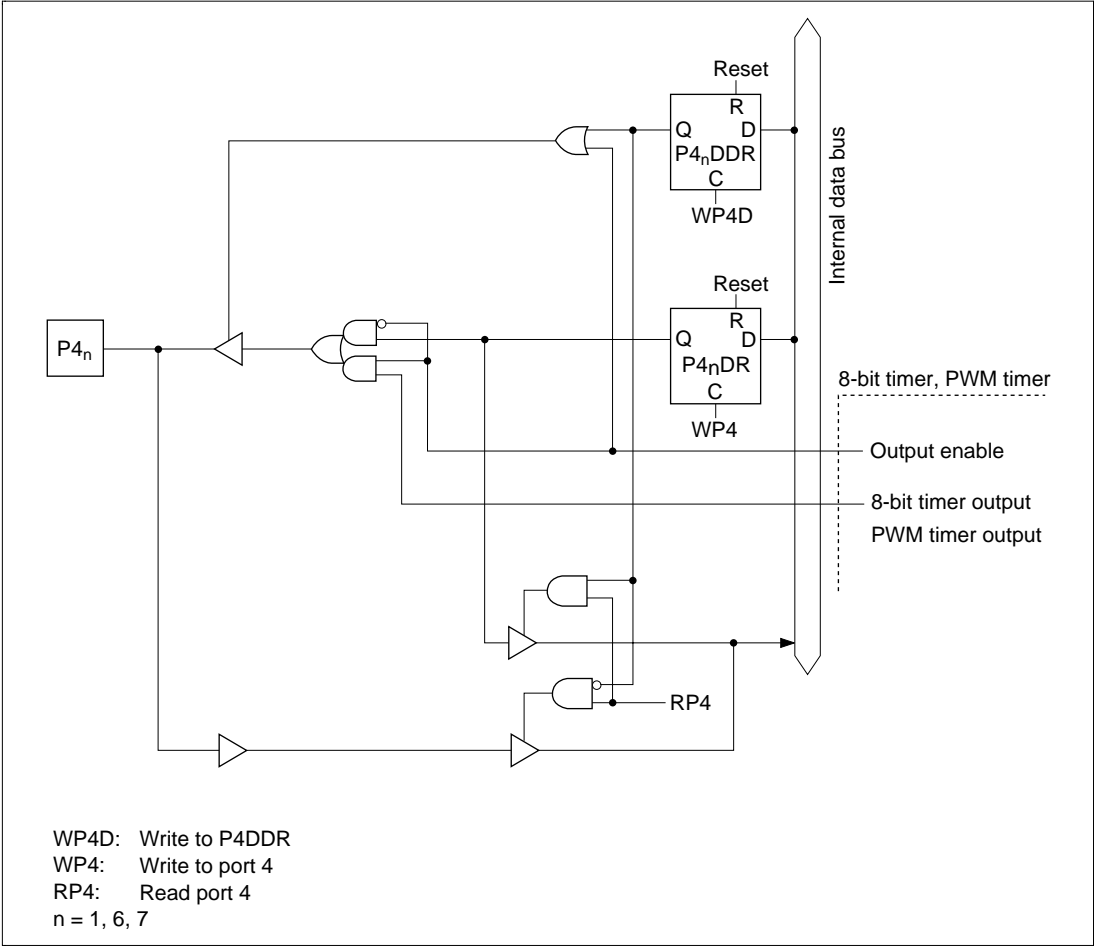 Reset
R
Q D
P4nDDR
C
WP4D
Internal data bus
Reset
R
Q D
P4nDR
C
WP4
P4n
8-bit timer, PWM timer
Output enable
8-bit timer output
PWM timer output
RP4
WP4D: Write to P4DDR
WP4: Write to port 4
RP4: Read port 4
n = 1, 6, 7